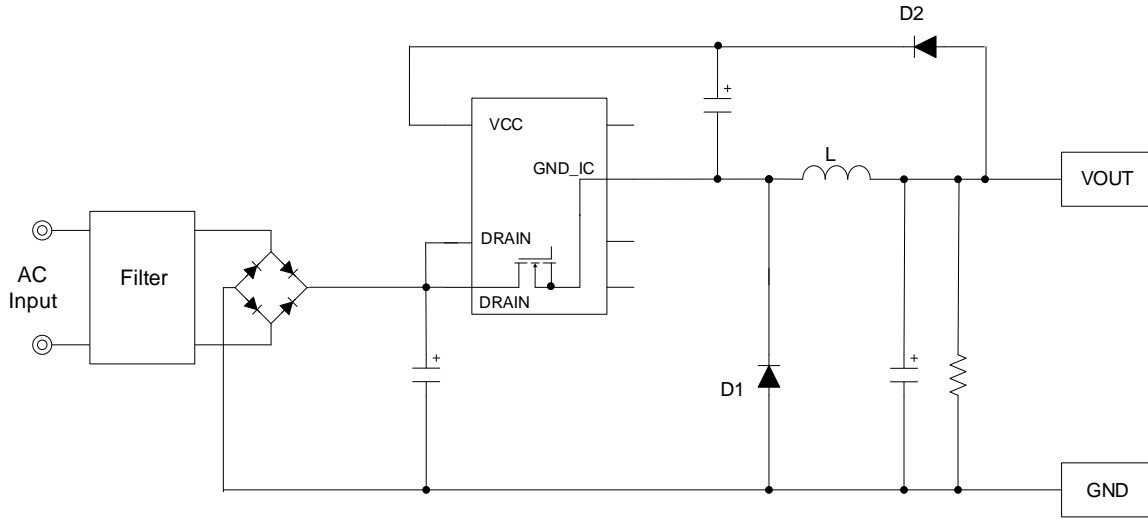 D2
+
VCC
GND_IC
L
VOUT
DRAIN
AC
Input
Filter
DRAIN
+
+
D1
GND